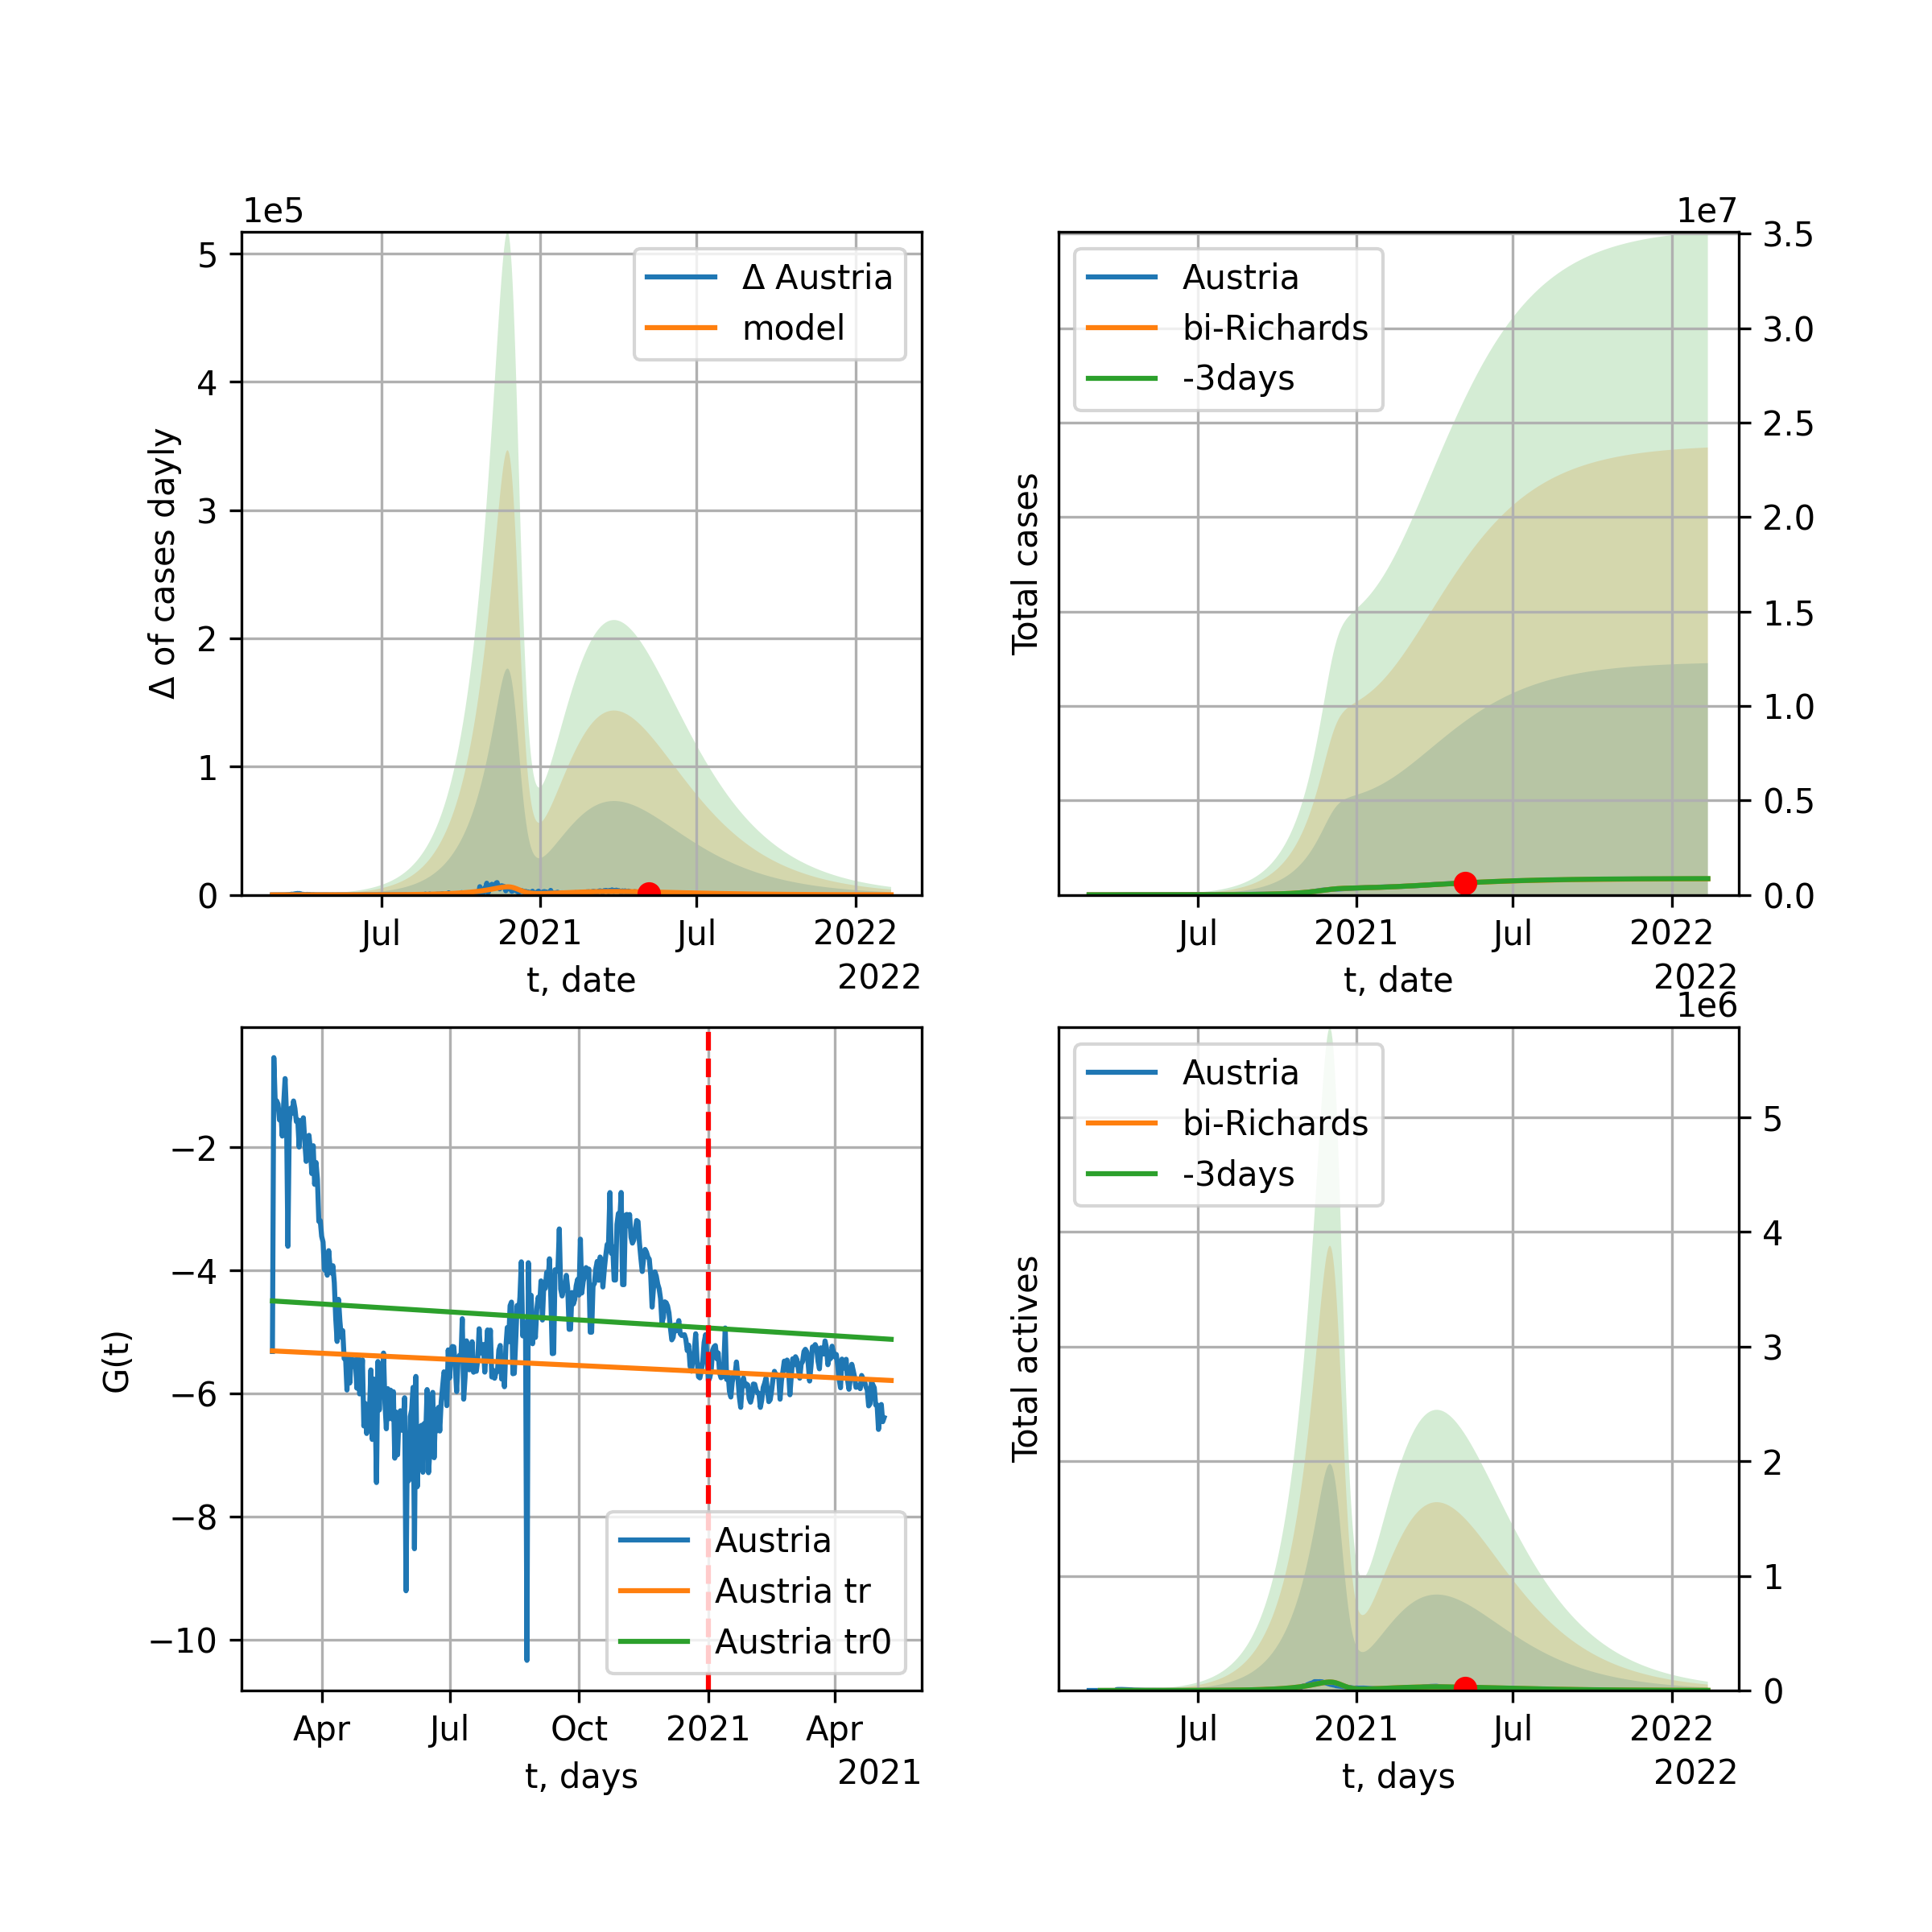 1e5
5
4
3
2
1
0
Δ of cases dayly
Δ Austria
model
Jul
2021
Jul
2022
t, date
2022
1e7
3.5
3.0
2.5
2.0
1.5
1.0
0.5
0.0
Total cases
Austria
bi-Richards
-3days
Jul
2021
Jul
2022
t, date
2022
−2
−4
−6
−8
−10
G(t)
Austria
Austria tr
Austria tr0
Apr
Jul
Oct
2021
Apr
t, days
2021
1e6
5
4
3
2
1
0
Total actives
Austria
bi-Richards
-3days
Jul
2021
Jul
2022
t, days
2022